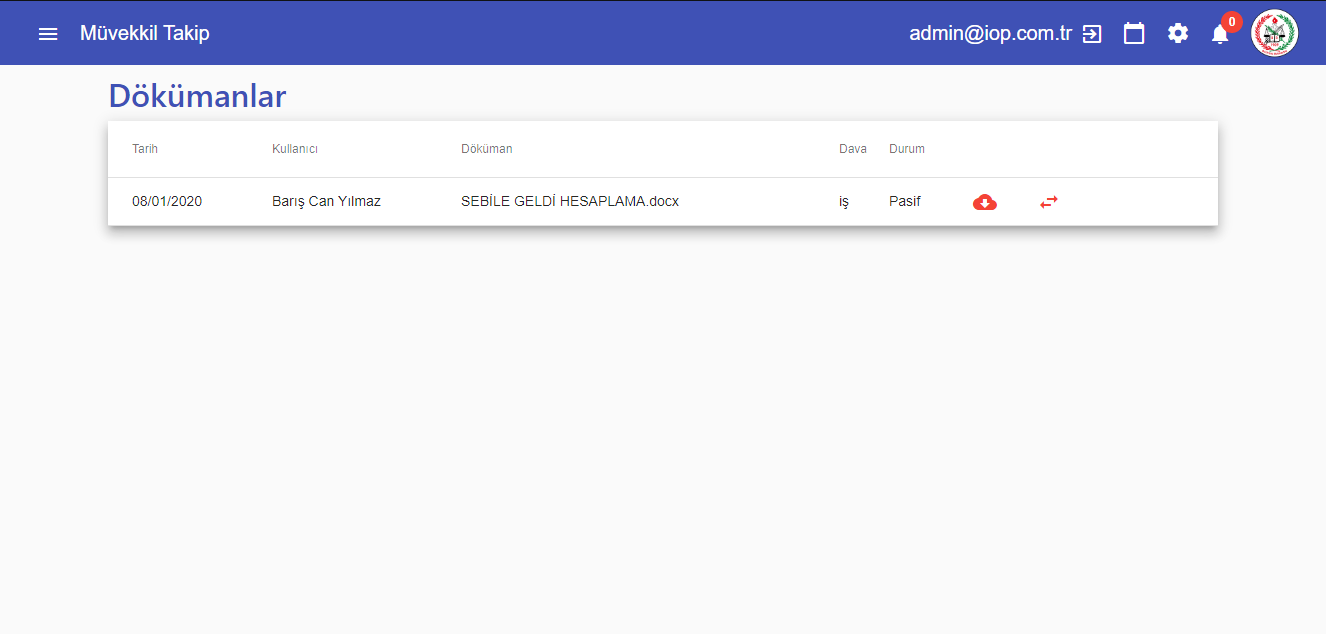 Müvekkil Takip admin@iop.com.tr 0
Dökümanlar
Tarih Kullanıcı Döküman Dava Durum
08/01/2020 Barış Can Yılmaz SEBİLE GELDİ HESAPLAMA.docx iş Pasif